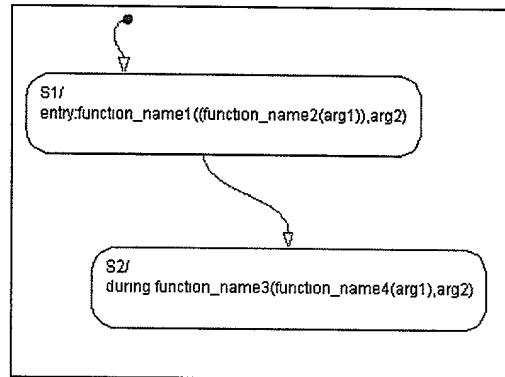 S1/
entry:function_name1((function_name2(arg1)),arg2)
S2/
during function_name3(function_name4(arg1),arg2)